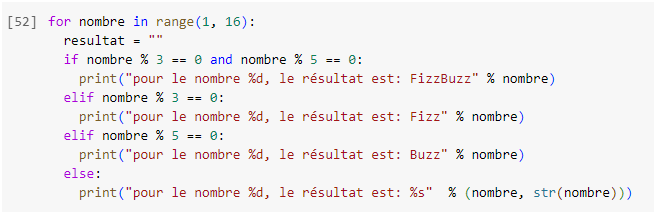 [52] for nombre in range(1, 16):
resultat = ""
if nombre % 3 == 0 and nombre % 5 == 0:
print("pour le nombre %d, le résultat est: FizzBuzz" % nombre)
elif nombre % 3 == 0:
print("pour le nombre %d, le résultat est: Fizz" % nombre)
elif nombre % 5 == 0:
print("pour le nombre %d, le résultat est: Buzz" % nombre)
else:
print("pour le nombre %d, le résultat est: %s"  % (nombre, str(nombre)))